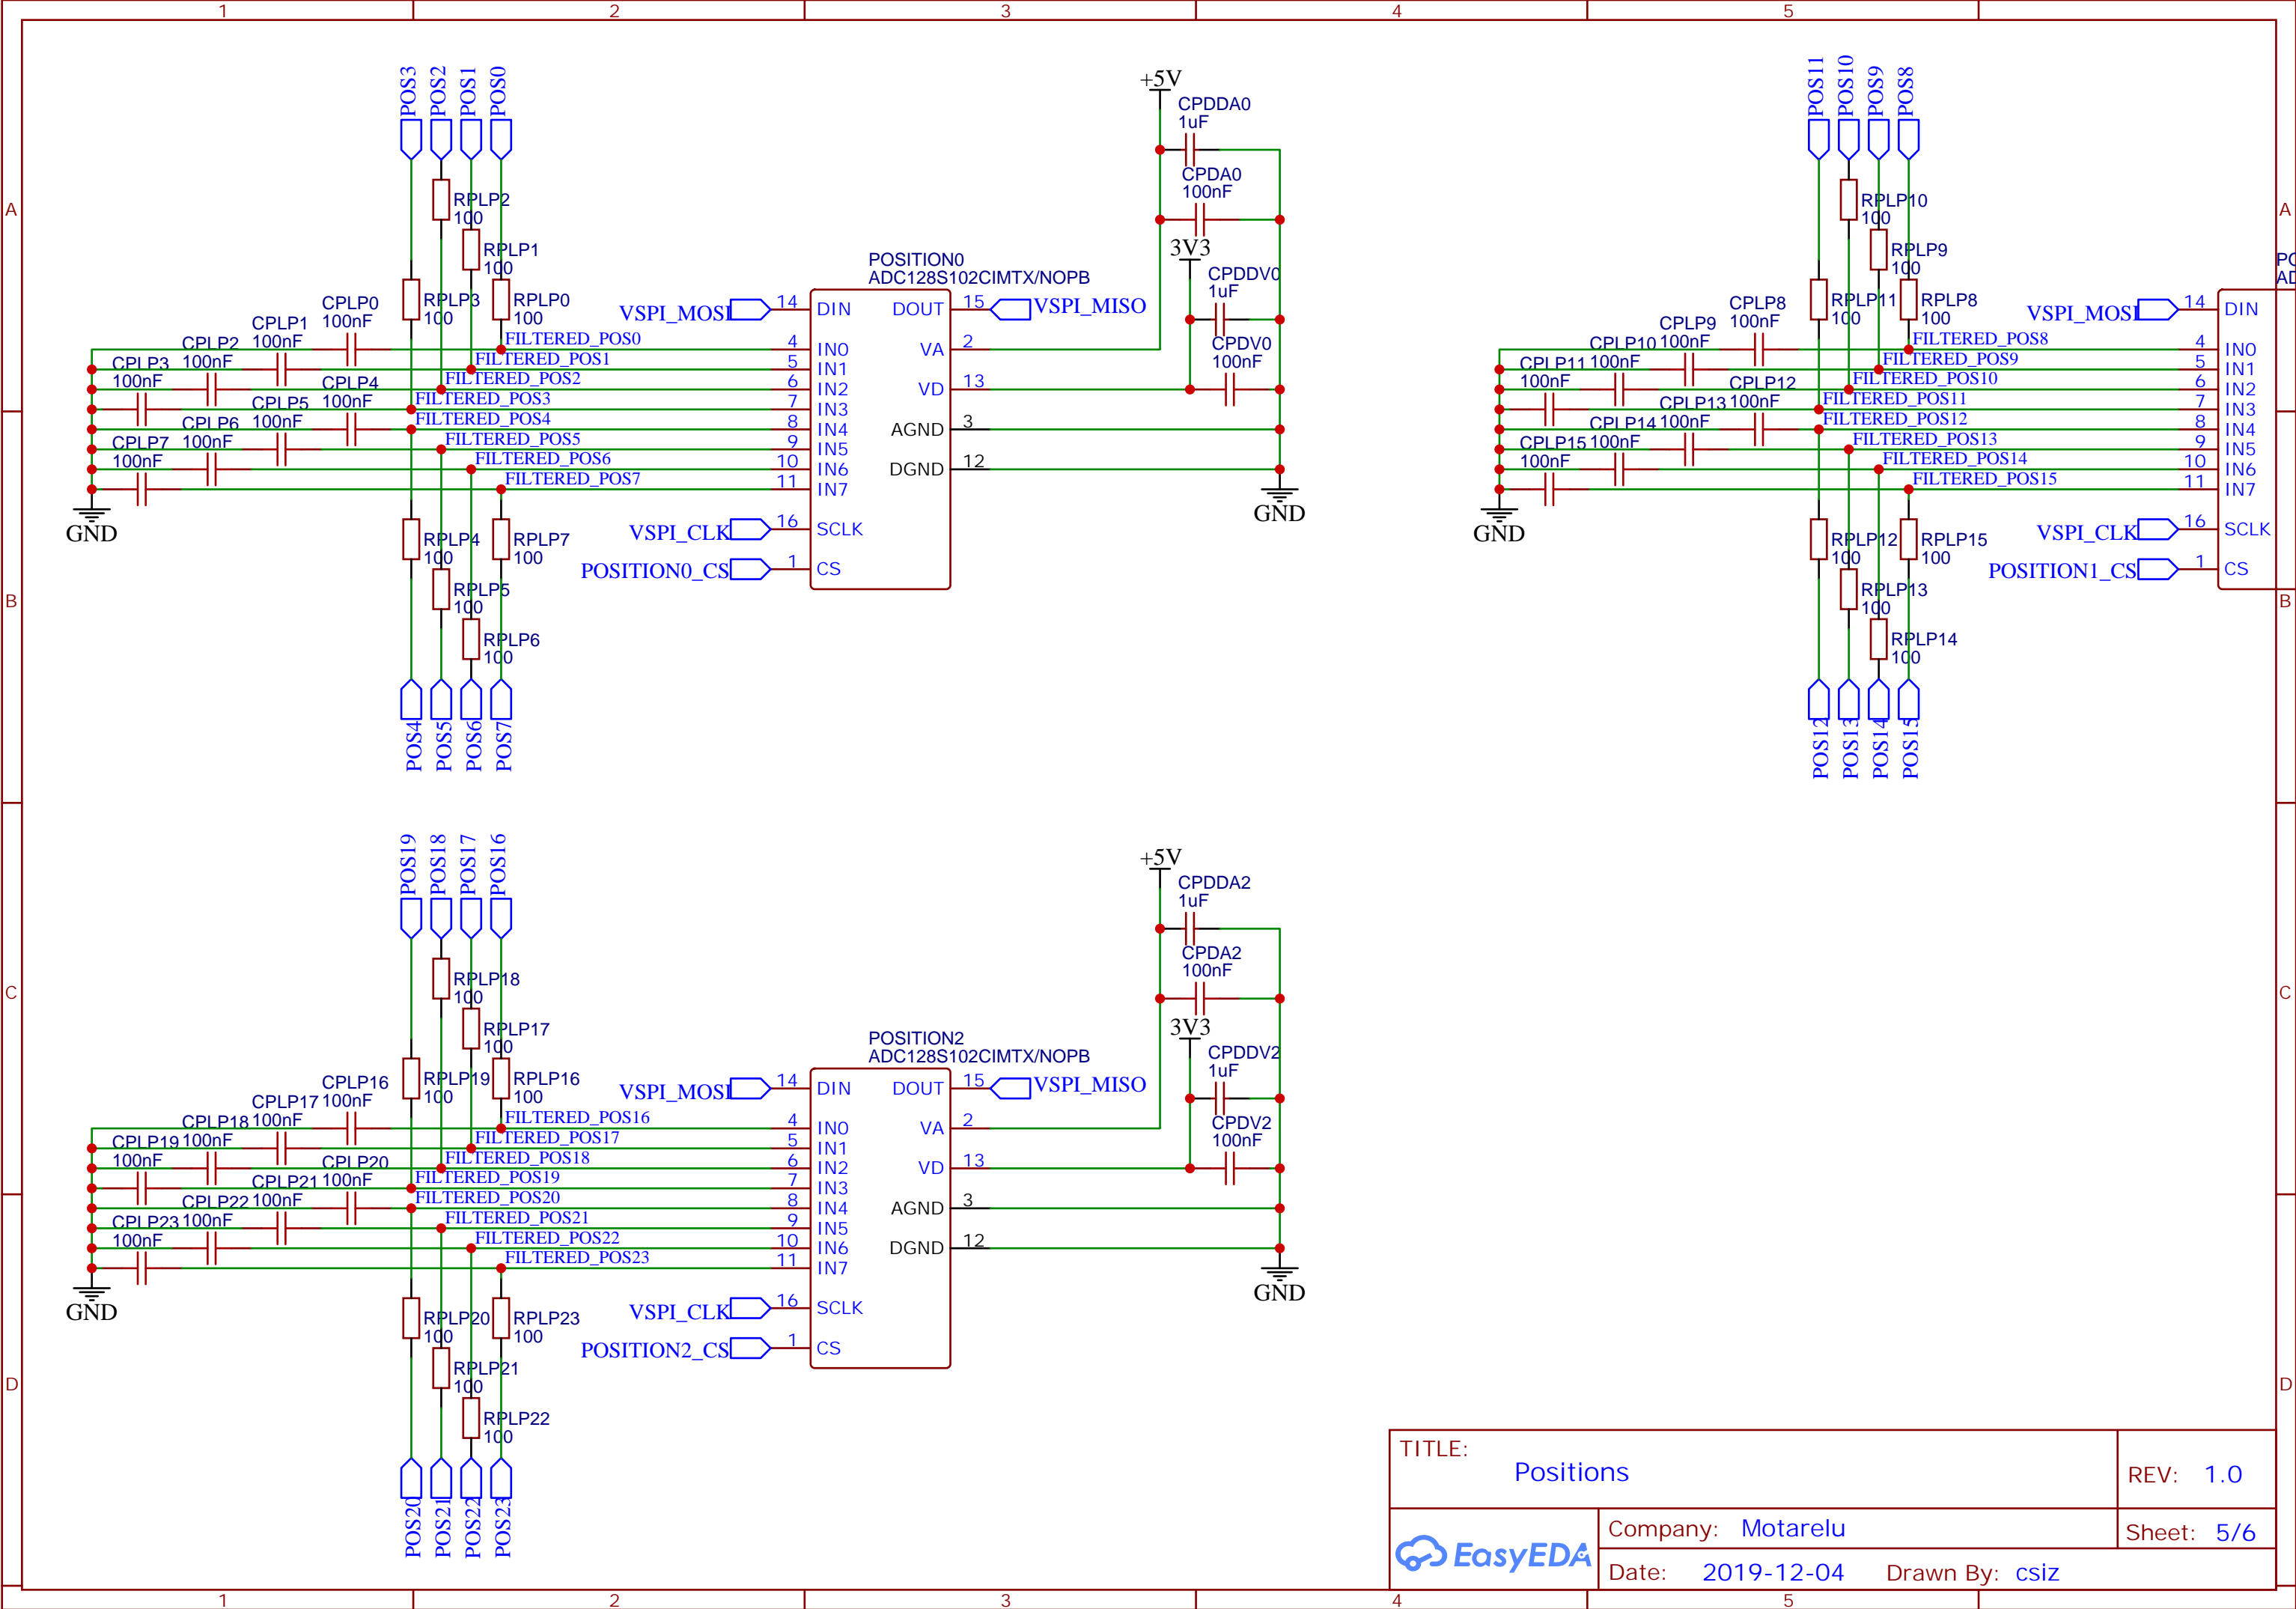 1 2 3 4 5
A
B
C
D
A
B
C
D
POS3 POS2 POS1 POS0
RPLP2
100
RPLP1
100
RPLP3
100
RPLP0
100
CPLP0
100nF
CPLP1
100nF
CPLP2
100nF
CPLP3
100nF
CPLP4
100nF
CPLP5
100nF
CPLP6
100nF
CPLP7
100nF
GND
FILTERED_POS0
FILTERED_POS1
FILTERED_POS2
FILTERED_POS3
FILTERED_POS4
FILTERED_POS5
FILTERED_POS6
FILTERED_POS7
RPLP4
100
RPLP7
100
RPLP5
100
RPLP6
100
POS4 POS5 POS6 POS7
VSPI_MOSI
VSPI_CLK
POSITION0_CS
POSITION0
ADC128S102CIMTX/NOPB
14 DIN
4 IN0
5 IN1
6 IN2
7 IN3
8 IN4
9 IN5
10 IN6
11 IN7
16 SCLK
1 CS
DOUT 15
VA 2
VD 13
AGND 3
DGND 12
VSPI_MISO
+5V
CPDDA0
1uF
CPDA0
100nF
3V3
CPDDV0
1uF
CPDV0
100nF
GND
POS11 POS10 POS9 POS8
RPLP10
100
RPLP9
100
RPLP11
100
RPLP8
100
CPLP8
100nF
CPLP9
100nF
CPLP10
100nF
CPLP11
100nF
CPLP12
100nF
CPLP13
100nF
CPLP14
100nF
CPLP15
100nF
GND
FILTERED_POS8
FILTERED_POS9
FILTERED_POS10
FILTERED_POS11
FILTERED_POS12
FILTERED_POS13
FILTERED_POS14
FILTERED_POS15
RPLP12
100
RPLP15
100
RPLP13
100
RPLP14
100
POS12 POS13 POS14 POS15
VSPI_MOSI
VSPI_CLK
POSITION1_CS
14 DIN
4 IN0
5 IN1
6 IN2
7 IN3
8 IN4
9 IN5
10 IN6
11 IN7
16 SCLK
1 CS
POS19 POS18 POS17 POS16
RPLP18
100
RPLP17
100
RPLP19
100
RPLP16
100
CPLP16
100nF
CPLP17
100nF
CPLP18
100nF
CPLP19
100nF
CPLP20
100nF
CPLP21
100nF
CPLP22
100nF
CPLP23
100nF
GND
FILTERED_POS16
FILTERED_POS17
FILTERED_POS18
FILTERED_POS19
FILTERED_POS20
FILTERED_POS21
FILTERED_POS22
FILTERED_POS23
RPLP20
100
RPLP23
100
RPLP21
100
RPLP22
100
POS20 POS21 POS22 POS23
VSPI_MOSI
VSPI_CLK
POSITION2_CS
POSITION2
ADC128S102CIMTX/NOPB
14 DIN
4 IN0
5 IN1
6 IN2
7 IN3
8 IN4
9 IN5
10 IN6
11 IN7
16 SCLK
1 CS
DOUT 15
VA 2
VD 13
AGND 3
DGND 12
VSPI_MISO
+5V
CPDDA2
1uF
CPDA2
100nF
3V3
CPDDV2
1uF
CPDV2
100nF
GND
TITLE:
Positions
REV: 1.0
EasyEDA
Company: Motarelu
Sheet: 5/6
Date: 2019-12-04 Drawn By: csiz
1 2 3 4 5